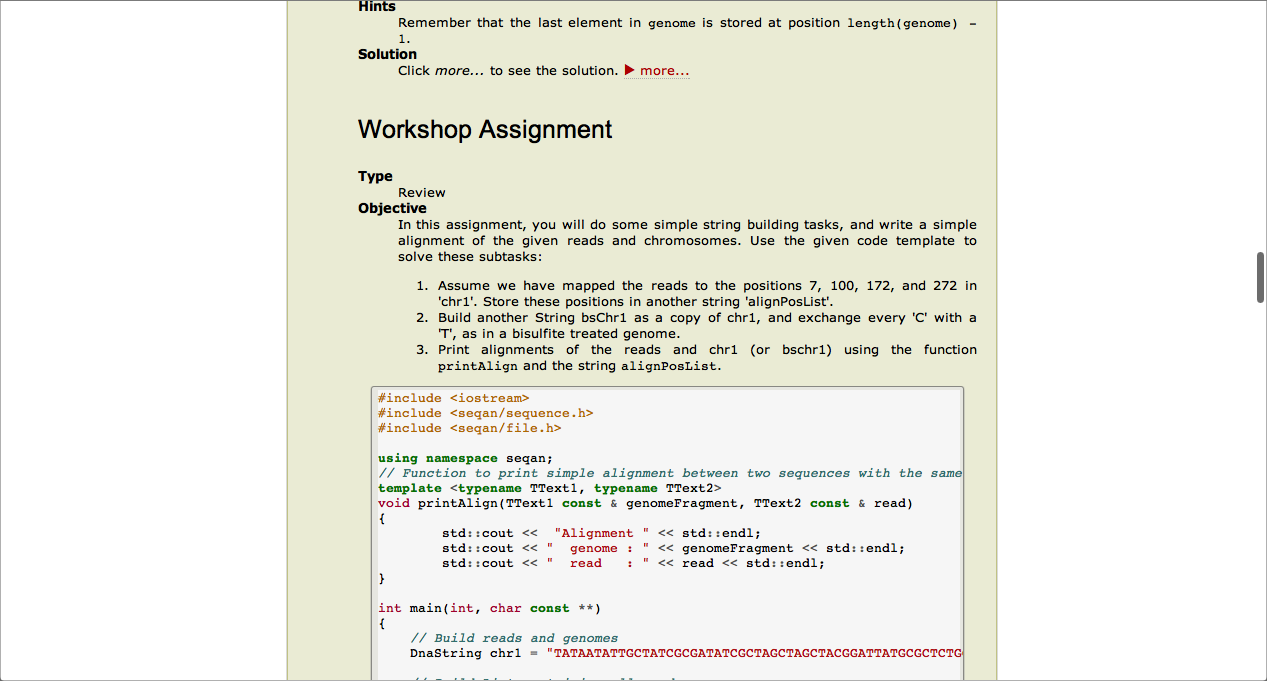 Hints
Remember that the last element in genome is stored at position length(genome) -
1.
Solution
Click more... to see the solution. ▶ more...
Workshop Assignment
Type
Review
Objective
In this assignment, you will do some simple string building tasks, and write a simple
alignment of the given reads and chromosomes. Use the given code template to
solve these subtasks:
1. Assume we have mapped the reads to the positions 7, 100, 172, and 272 in
'chr1'. Store these positions in another string 'alignPosList'.
2. Build another String bsChr1 as a copy of chr1, and exchange every 'C' with a
'T', as in a bisulfite treated genome.
3. Print alignments of the reads and chr1 (or bschr1) using the function
printAlign and the string alignPosList.
#include <iostream>
#include <seqan/sequence.h>
#include <seqan/file.h>
using namespace seqan;
// Function to print simple alignment between two sequences with the same
template <typename TText1, typename TText2>
void printAlign(TText1 const & genomeFragment, TText2 const & read)
{
std::cout << "Alignment " << std::endl;
std::cout << "  genome : " << genomeFragment << std::endl;
std::cout << "  read   : " << read << std::endl;
}
int main(int, char const **)
{
// Build reads and genomes
DnaString chr1 = "TATAATATTGCTATCGCGATATCGCTAGCTAGCTACGGATTATGCGCTCTG